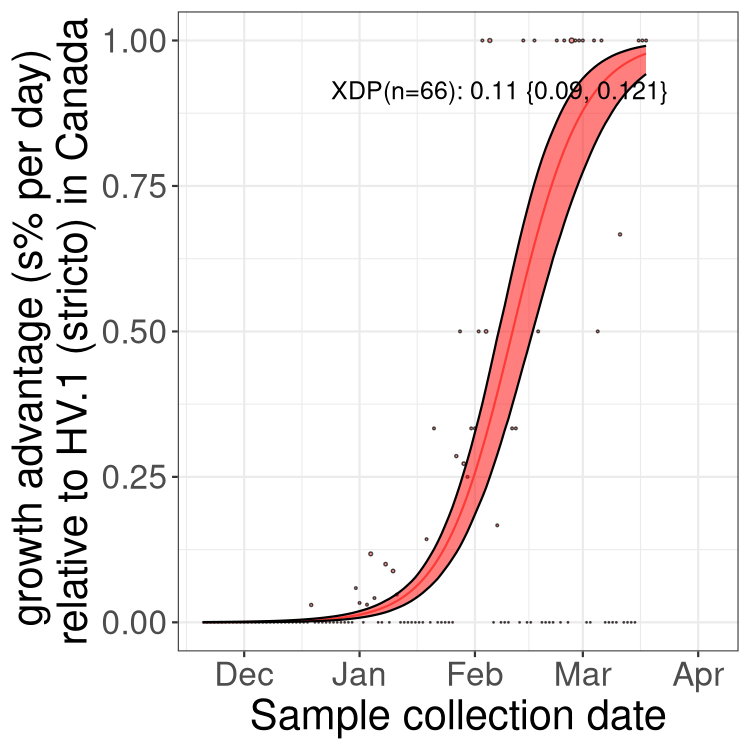 growth advantage (s% per day)
relative to HV.1 (stricto) in Canada
1.00
0.75
0.50
0.25
0.00
XDP(n=66): 0.11 {0.09, 0.121}
Dec Jan Feb Mar Apr
Sample collection date